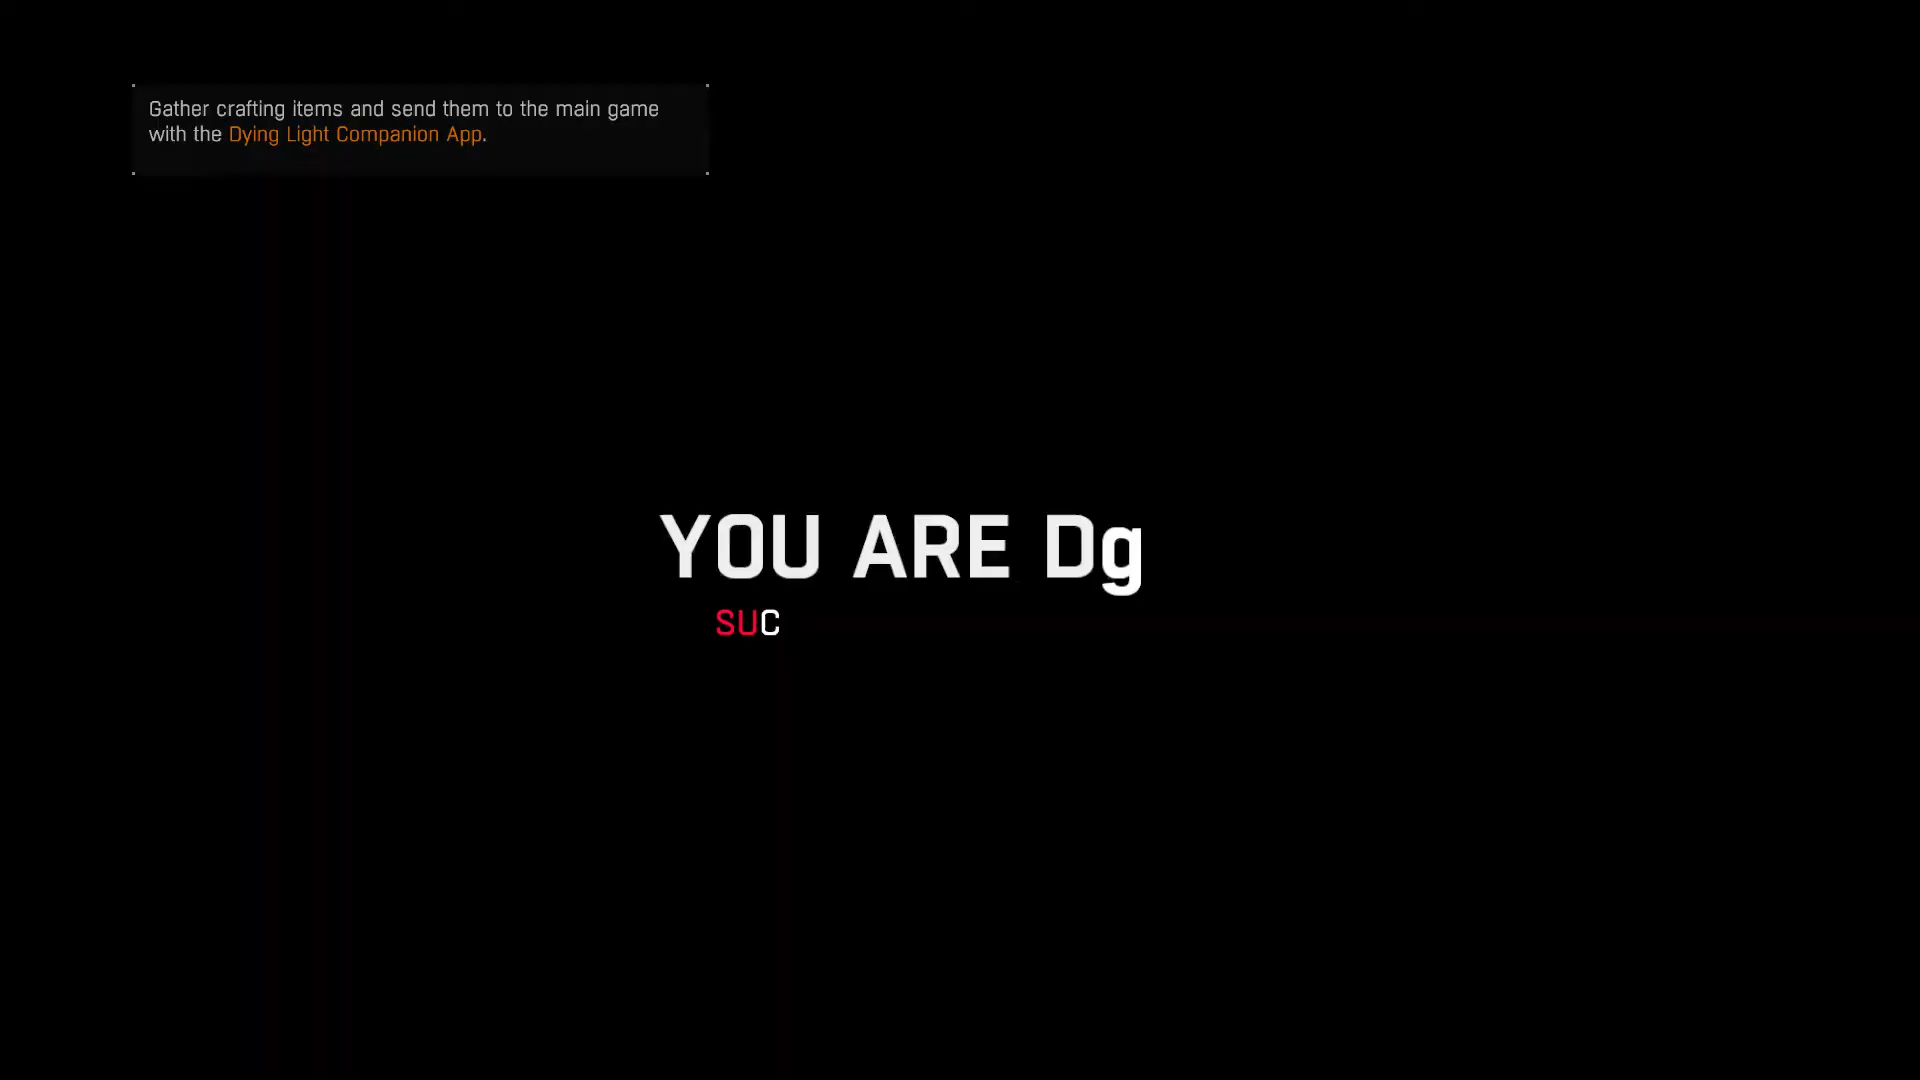 Gather crafting items and send them to the main game
with the Dying Light Companion App.
YOU ARE Dg
SUC